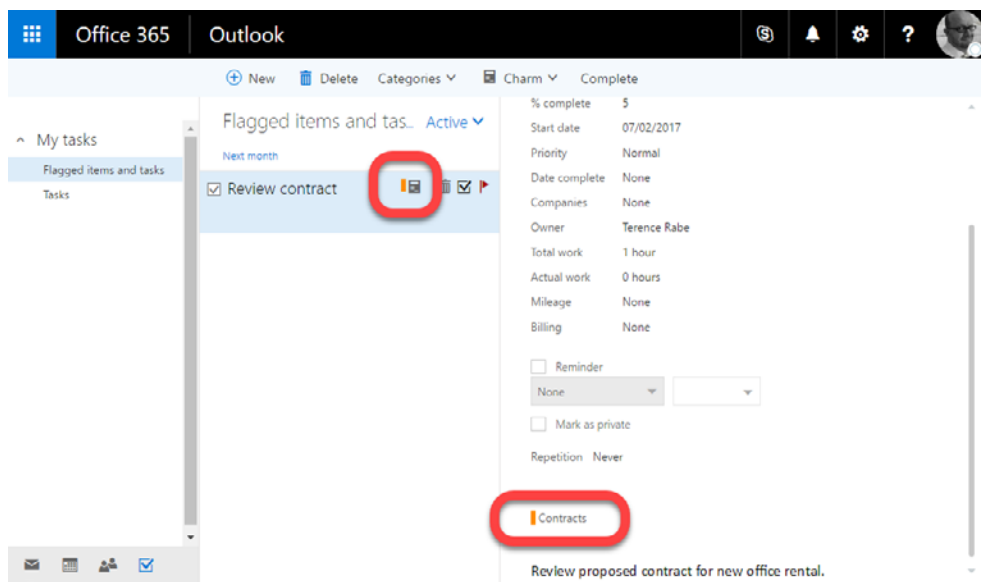 Office 365
Outlook
?
New
Delete
Categories
Charm
Complete
My tasks
Flagged items and tasks
Tasks
Flagged items and tas...
Active
Next month
Review contract
% complete 5
Start date 07/02/2017
Priority Normal
Date complete None
Companies None
Owner Terence Rabe
Total work 1 hour
Actual work 0 hours
Mileage None
Billing None
Reminder
None
Mark as private
Repetition Never
Contracts
Review proposed contract for new office rental.